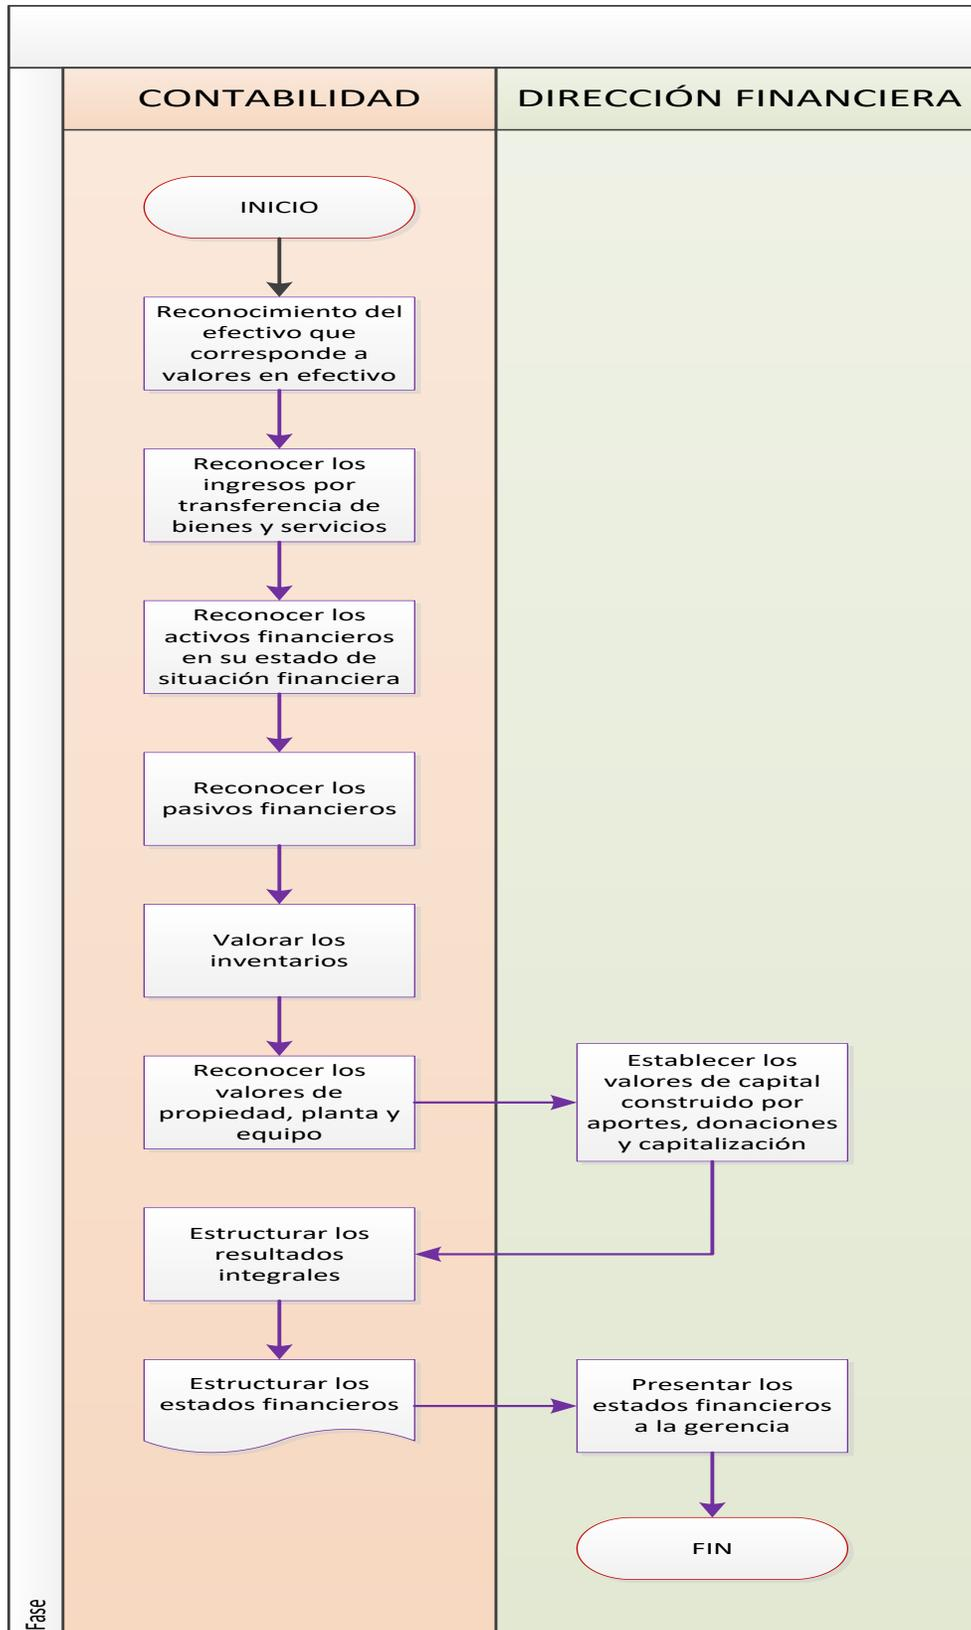 CONTABILIDAD
DIRECCIÓN FINANCIERA
INICIO
Reconocimiento del
efectivo que
corresponde a
valores en efectivo
Reconocer los
ingresos por
transferencia de
bienes y servicios
Reconocer los
activos financieros
en su estado de
situación financiera
Reconocer los
pasivos financieros
Valorar los
inventarios
Reconocer los
valores de
propiedad, planta y
equipo
Establecer los
valores de capital
construido por
aportes, donaciones
y capitalización
Estructurar los
resultados
integrales
Estructurar los
estados financieros
Presentar los
estados financieros
a la gerencia
FIN
Fase